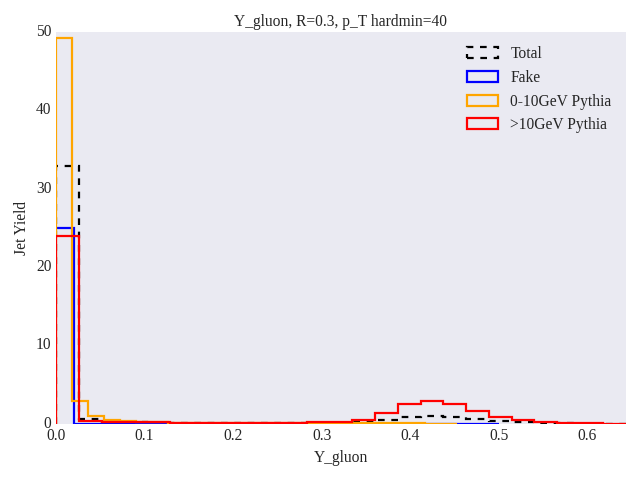 Y_gluon, R=0.3, p_T hardmin=40
Total
Fake
0-10GeV Pythia
>10GeV Pythia
Jet Yield
50
40
30
20
10
0
0.0 0.1 0.2 0.3 0.4 0.5 0.6
Y_gluon